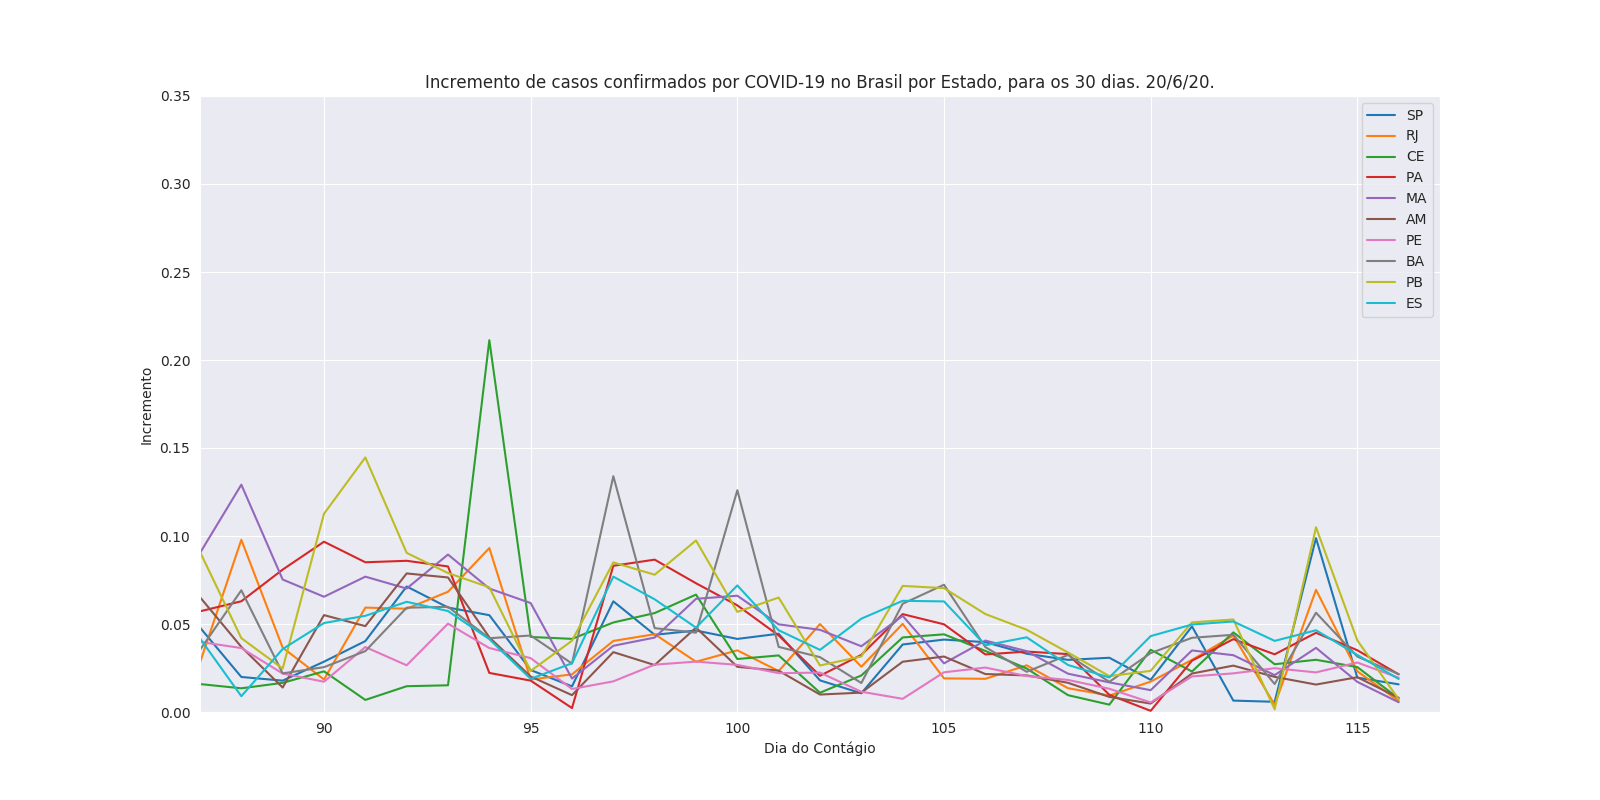 Incremento de casos confirmados por COVID-19 no Brasil por Estado, para os 30 dias. 20/6/20.
0.35
0.30
0.25
0.20
0.15
0.10
0.05
0.00
Incremento
90 95 100 105 110 115
Dia do Contágio
SP
RJ
CE
PA
MA
AM
PE
BA
PB
ES